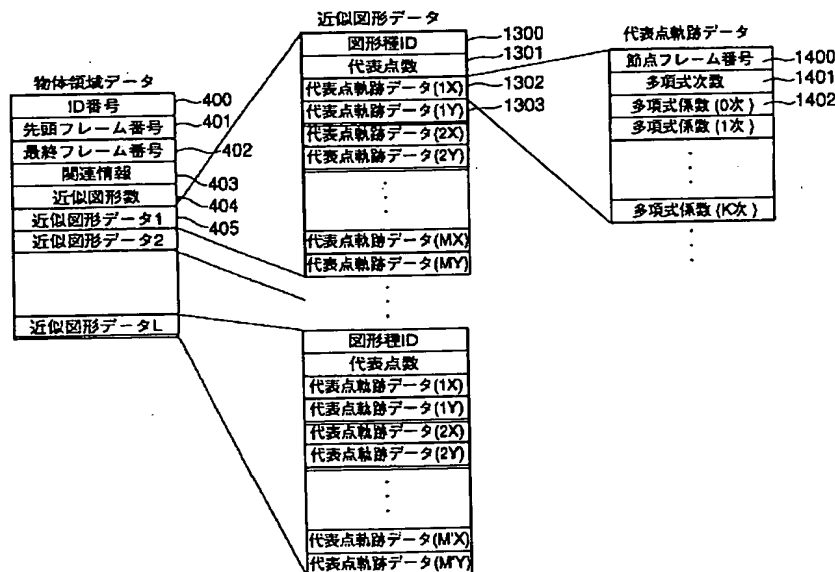 物体領域データ
ID番号
400
先頭フレーム番号
401
最終フレーム番号
402
関連情報
403
近似図形数
404
近似図形データ1
405
近似図形データ2
近似図形データL
近似図形データ
図形種ID
1300
代表点数
1301
代表点軌跡データ(1X)
1302
代表点軌跡データ(1Y)
1303
代表点軌跡データ(2X)
代表点軌跡データ(2Y)
代表点軌跡データ(MX)
代表点軌跡データ(MY)
図形種ID
代表点数
代表点軌跡データ(1X)
代表点軌跡データ(1Y)
代表点軌跡データ(2X)
代表点軌跡データ(2Y)
代表点軌跡データ(M'X)
代表点軌跡データ(M'Y)
代表点軌跡データ
節点フレーム番号
1400
多項式次数
1401
多項式係数(0次)
1402
多項式係数(1次)
多項式係数(K次)